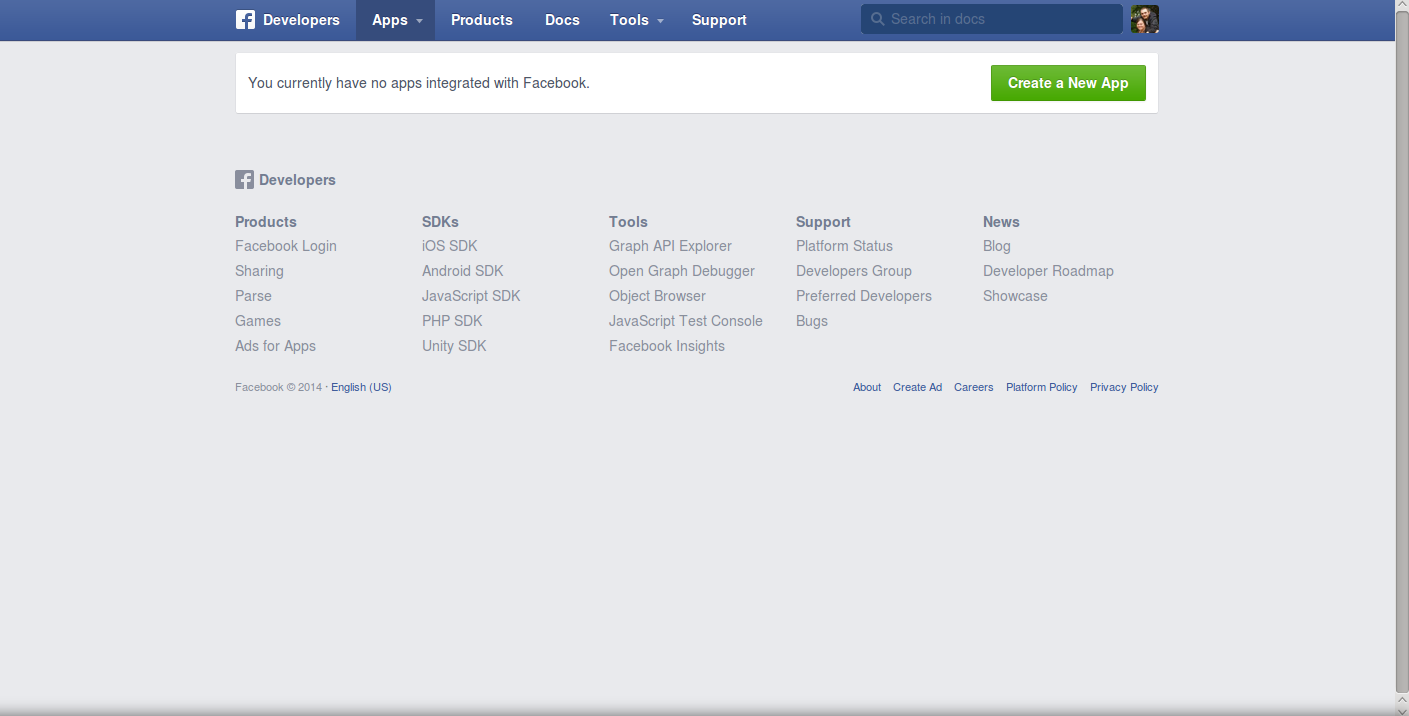 Developers Apps Products Docs Tools Support Search in docs
You currently have no apps integrated with Facebook. Create a New App
Developers
Products SDKs Tools Support News
Facebook Login iOS SDK Graph API Explorer Platform Status Blog
Sharing Android SDK Open Graph Debugger Developers Group Developer Roadmap
Parse JavaScript SDK Object Browser Preferred Developers Showcase
Games PHP SDK JavaScript Test Console Bugs
Ads for Apps Unity SDK Facebook Insights
Facebook © 2014 · English (US) About Create Ad Careers Platform Policy Privacy Policy